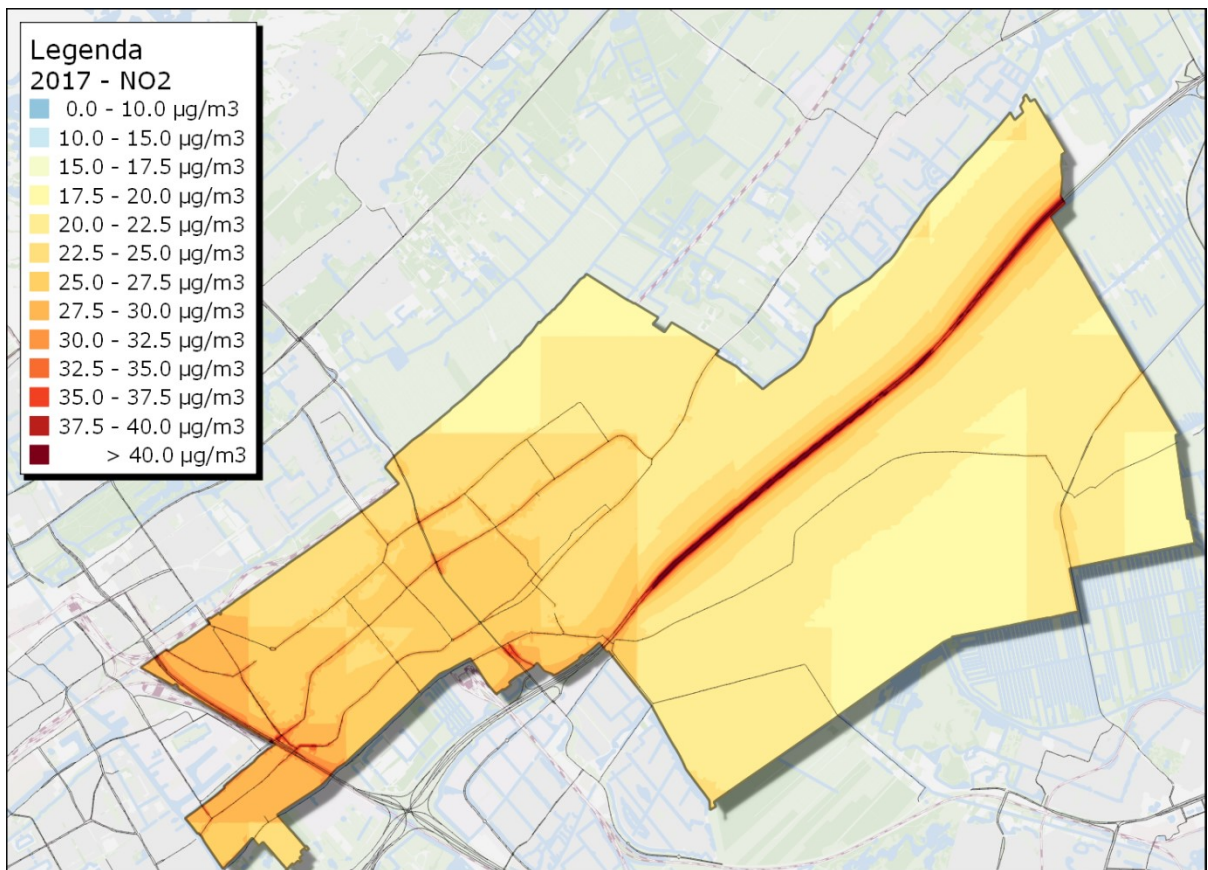 Legenda
2017 - NO2
0.0 - 10.0 µg/m3
10.0 - 15.0 µg/m3
15.0 - 17.5 µg/m3
17.5 - 20.0 µg/m3
20.0 - 22.5 µg/m3
22.5 - 25.0 µg/m3
25.0 - 27.5 µg/m3
27.5 - 30.0 µg/m3
30.0 - 32.5 µg/m3
32.5 - 35.0 µg/m3
35.0 - 37.5 µg/m3
37.5 - 40.0 µg/m3
> 40.0 µg/m3